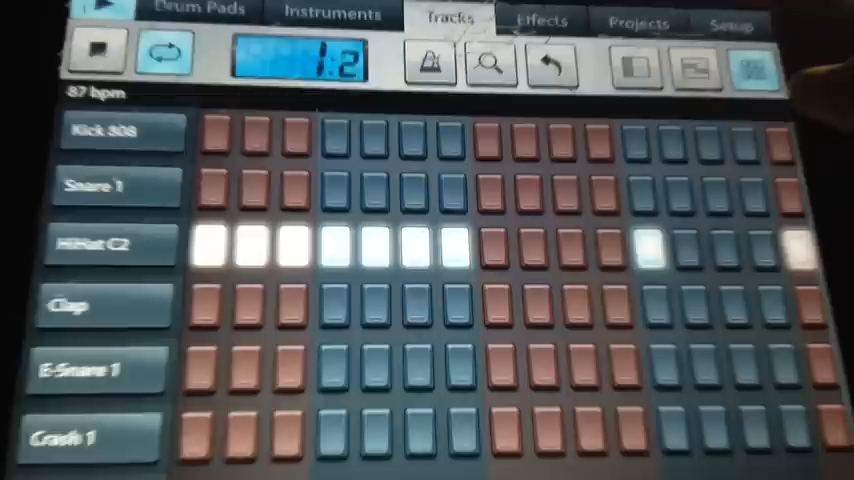 Drum Pads Instruments Tracks Effects Projects Setup
1:2
87 bpm
Kick 808
Snare 1
HiHat C2
Clap
E-Snare 1
Crash 1